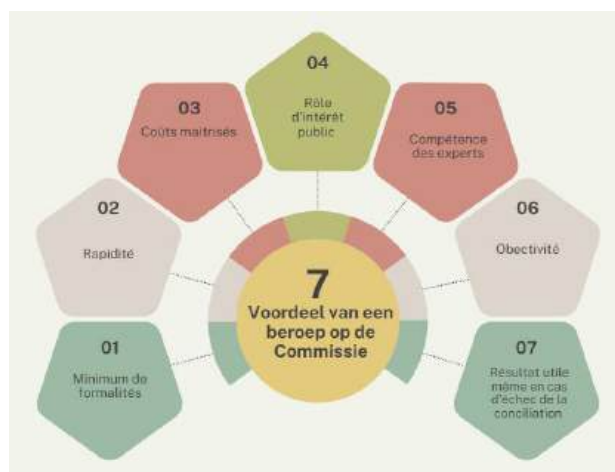 04
Rôle
d'intérêt
public
03
Coûts maitrisés
05
Compétence
des experts
02
Rapidité
06
Obectivité
7
Voordeel van een
beroep op de
Commissie
01
Minimum de
formalités
07
Résultat utile
même en cas
d'échec de la
conciliation